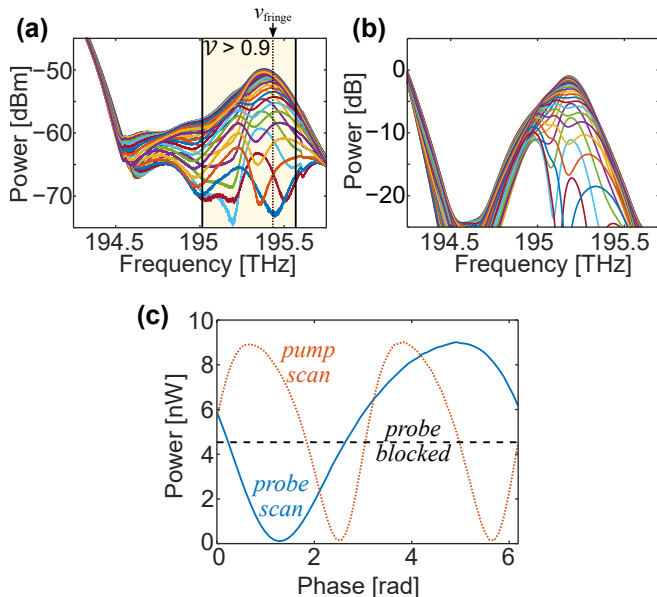 (a)
ν_fringe
𝒱 > 0.9
Power [dBm]
−50
−60
−70
194.5
195
195.5
Frequency [THz]
(b)
Power [dB]
0
−10
−20
194.5
195
195.5
Frequency [THz]
(c)
Power [nW]
10
8
6
4
2
0
pump
scan
probe
blocked
probe
scan
0
2
4
6
Phase [rad]